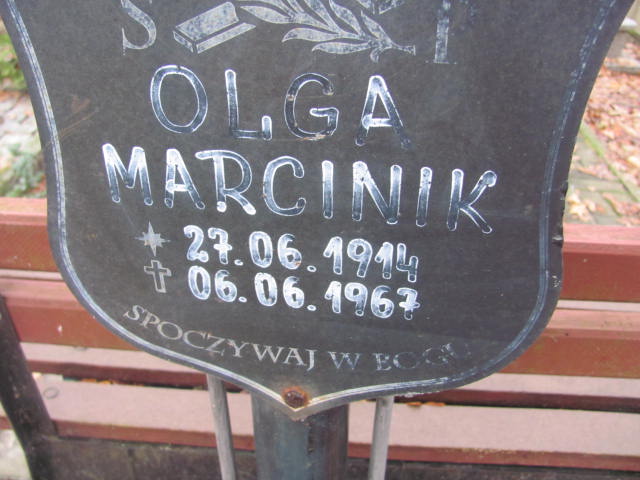 S P
OLGA
MARCINIK
27.06.1914
06.06.1967
SPOCZYWAJ W BOGU